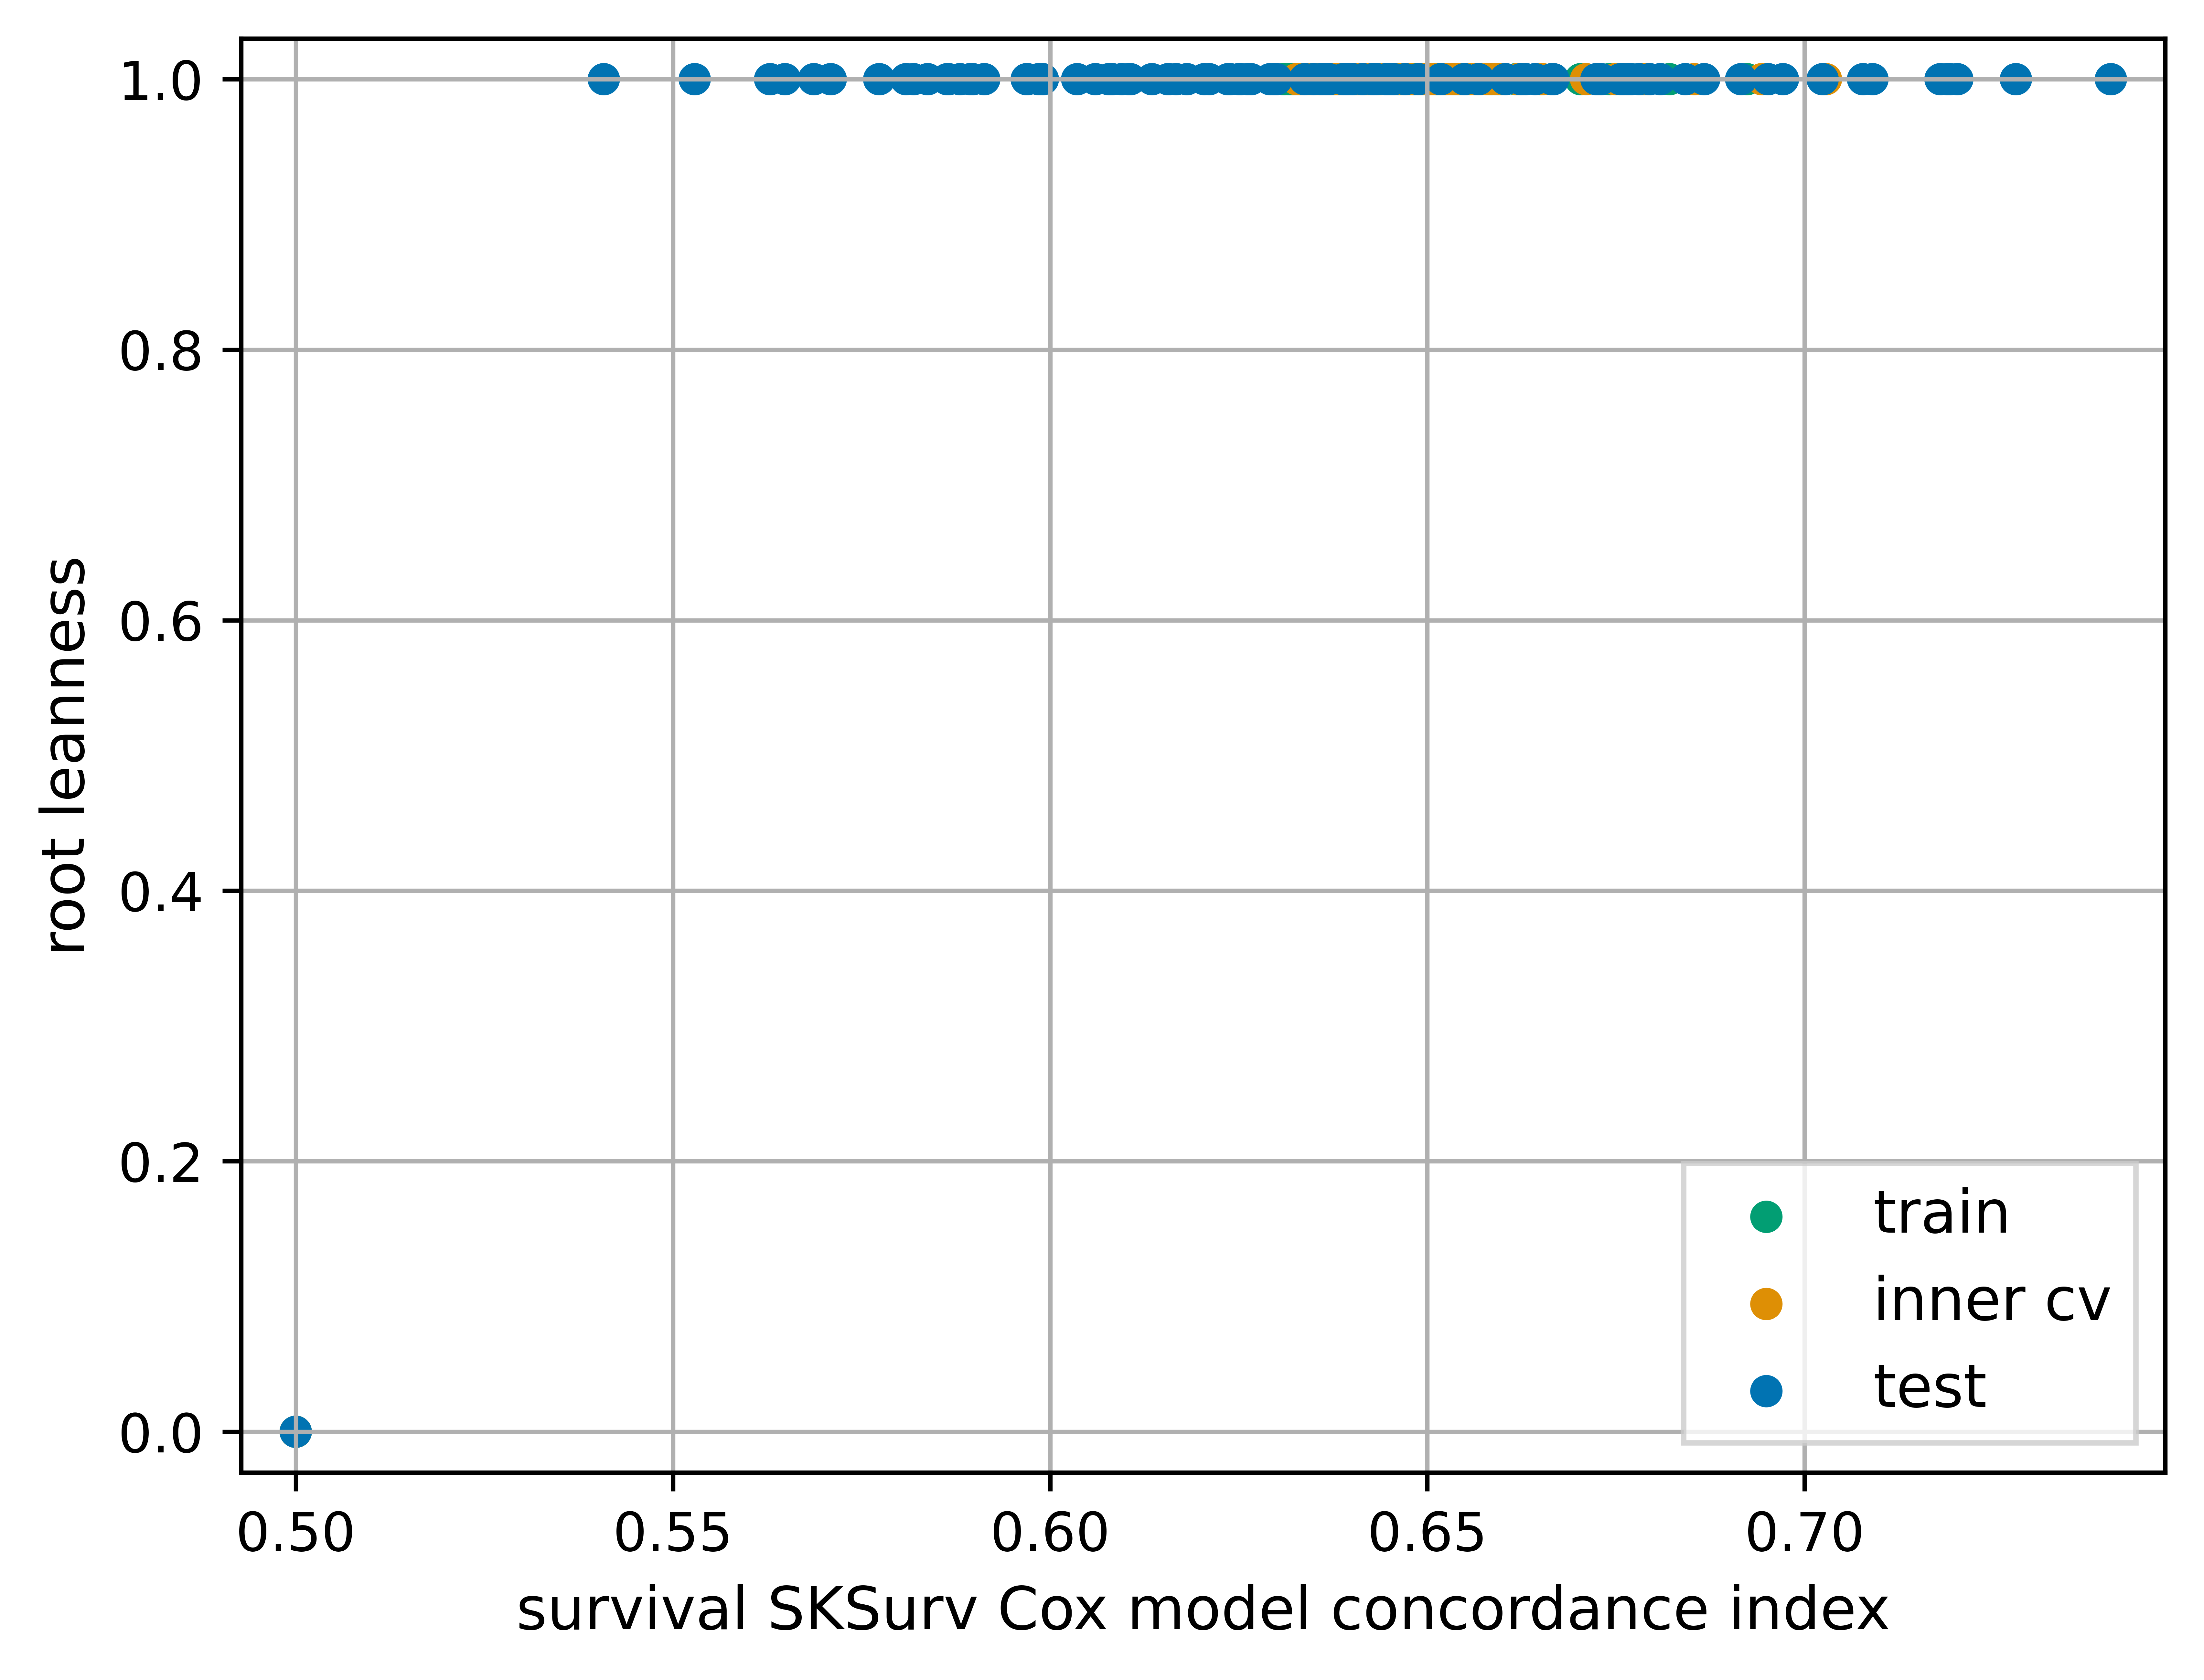 1.0
0.8
0.6
0.4
0.2
0.0
root leanness
train
inner cv
test
0.50 0.55 0.60 0.65 0.70
survival SKSurv Cox model concordance index